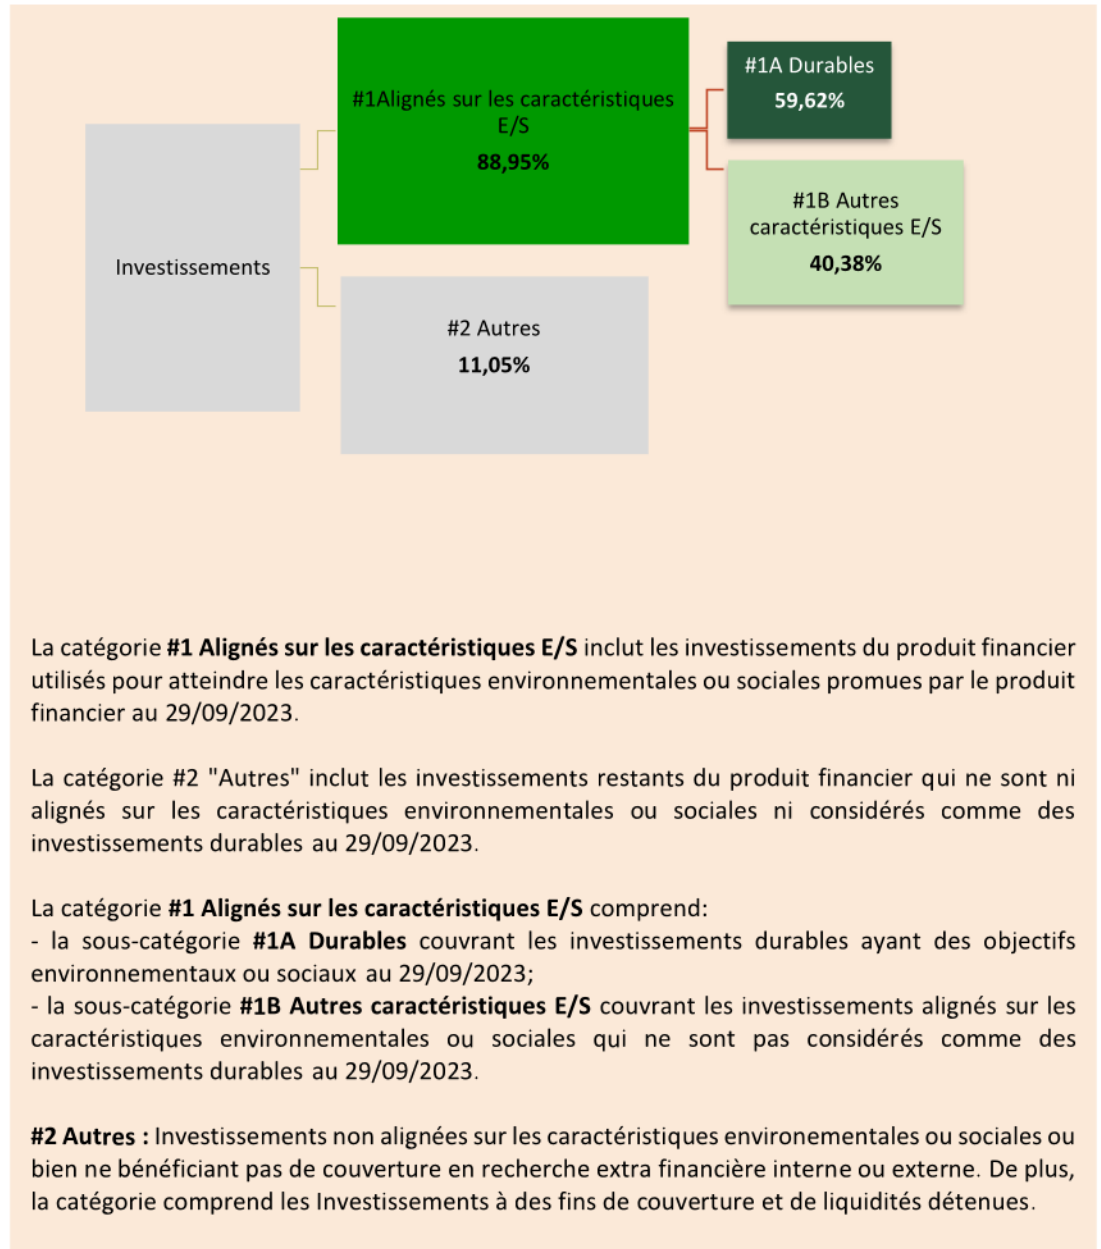 #1Alignés sur les caractéristiques
E/S
88,95%
#1A Durables
59,62%
#1B Autres
caractéristiques E/S
40,38%
Investissements
#2 Autres
11,05%
La catégorie #1 Alignés sur les caractéristiques E/S inclut les investissements du produit financier
utilisés pour atteindre les caractéristiques environnementales ou sociales promues par le produit
financier au 29/09/2023.
La catégorie #2 "Autres" inclut les investissements restants du produit financier qui ne sont ni
alignés sur les caractéristiques environnementales ou sociales ni considérés comme des
investissements durables au 29/09/2023.
La catégorie #1 Alignés sur les caractéristiques E/S comprend:
- la sous-catégorie #1A Durables couvrant les investissements durables ayant des objectifs
environnementaux ou sociaux au 29/09/2023;
- la sous-catégorie #1B Autres caractéristiques E/S couvrant les investissements alignés sur les
caractéristiques environnementales ou sociales qui ne sont pas considérés comme des
investissements durables au 29/09/2023.
#2 Autres : Investissements non alignées sur les caractéristiques environementales ou sociales ou
bien ne bénéficiant pas de couverture en recherche extra financière interne ou externe. De plus,
la catégorie comprend les Investissements à des fins de couverture et de liquidités détenues.